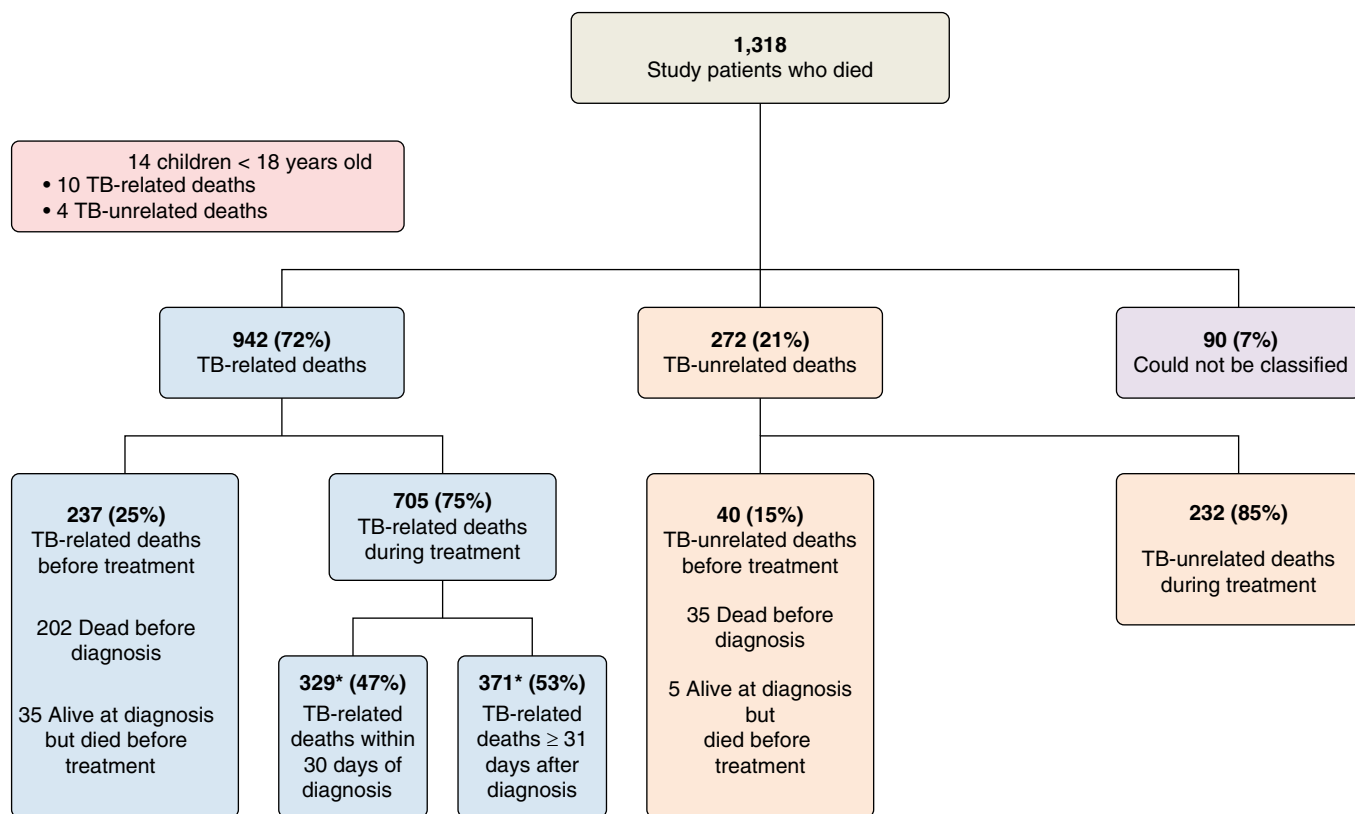 1,318
Study patients who died
14 children < 18 years old
• 10 TB-related deaths
• 4 TB-unrelated deaths
942 (72%)
TB-related deaths
272 (21%)
TB-unrelated deaths
90 (7%)
Could not be classified
237 (25%)
TB-related deaths
before treatment
202 Dead before
diagnosis
35 Alive at diagnosis
but died before
treatment
705 (75%)
TB-related deaths
during treatment
329* (47%)
TB-related
deaths within
30 days of
diagnosis
371* (53%)
TB-related
deaths ≥ 31
days after
diagnosis
40 (15%)
TB-unrelated deaths
before treatment
35 Dead before
diagnosis
5 Alive at diagnosis
but
died before
treatment
232 (85%)
TB-unrelated deaths
during treatment